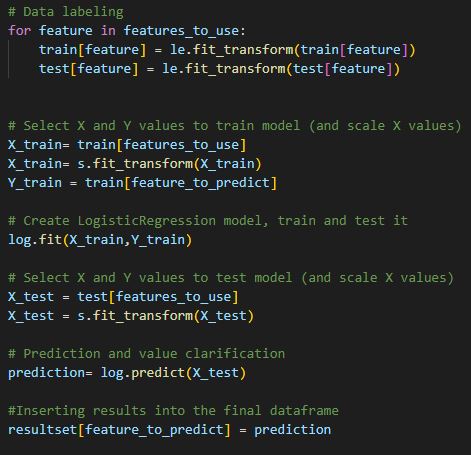 # Data labeling
for feature in features_to_use:
    train[feature] = le.fit_transform(train[feature])
    test[feature] = le.fit_transform(test[feature])
# Select X and Y values to train model (and scale X values)
X_train= train[features_to_use]
X_train= s.fit_transform(X_train)
Y_train = train[feature_to_predict]
# Create LogisticRegression model, train and test it
log.fit(X_train,Y_train)
# Select X and Y values to test model (and scale X values)
X_test = test[features_to_use]
X_test = s.fit_transform(X_test)
# Prediction and value clarification
prediction= log.predict(X_test)
#Inserting results into the final dataframe
resultset[feature_to_predict] = prediction